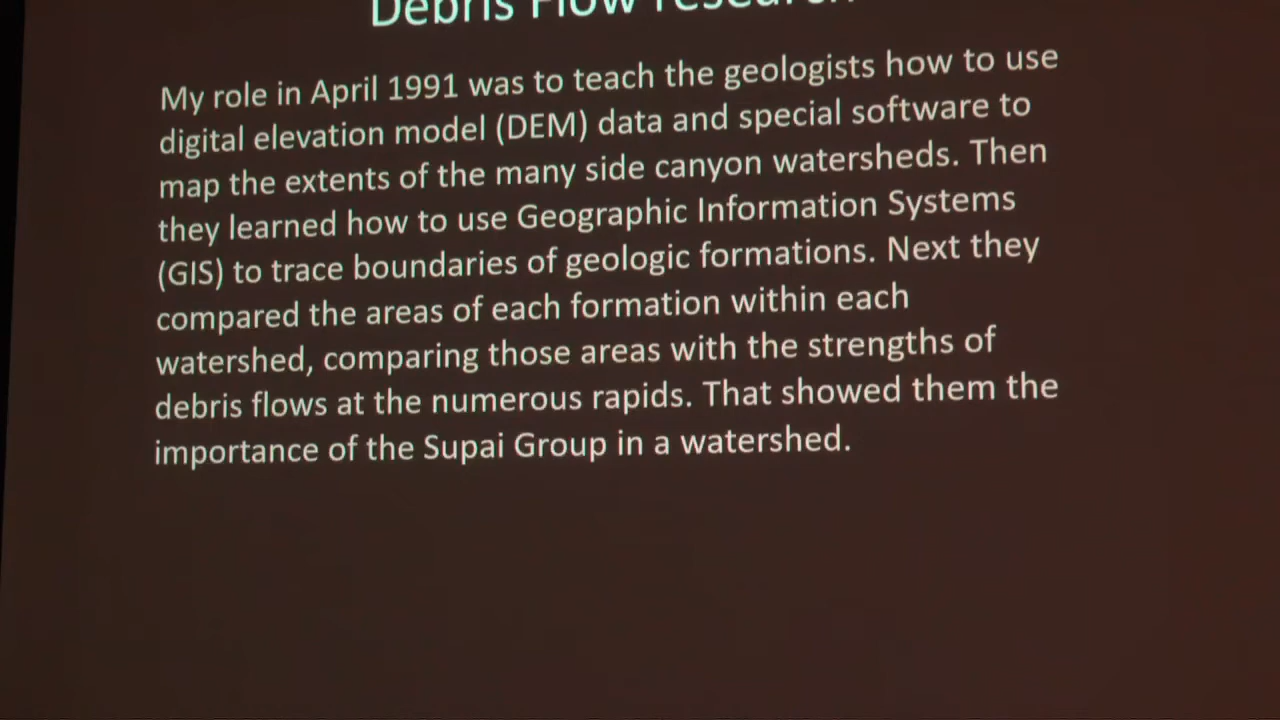 Debris Flow research
My role in April 1991 was to teach the geologists how to use
digital elevation model (DEM) data and special software to
map the extents of the many side canyon watersheds. Then
they learned how to use Geographic Information Systems
(GIS) to trace boundaries of geologic formations. Next they
compared the areas of each formation within each
watershed, comparing those areas with the strengths of
debris flows at the numerous rapids. That showed them the
importance of the Supai Group in a watershed.